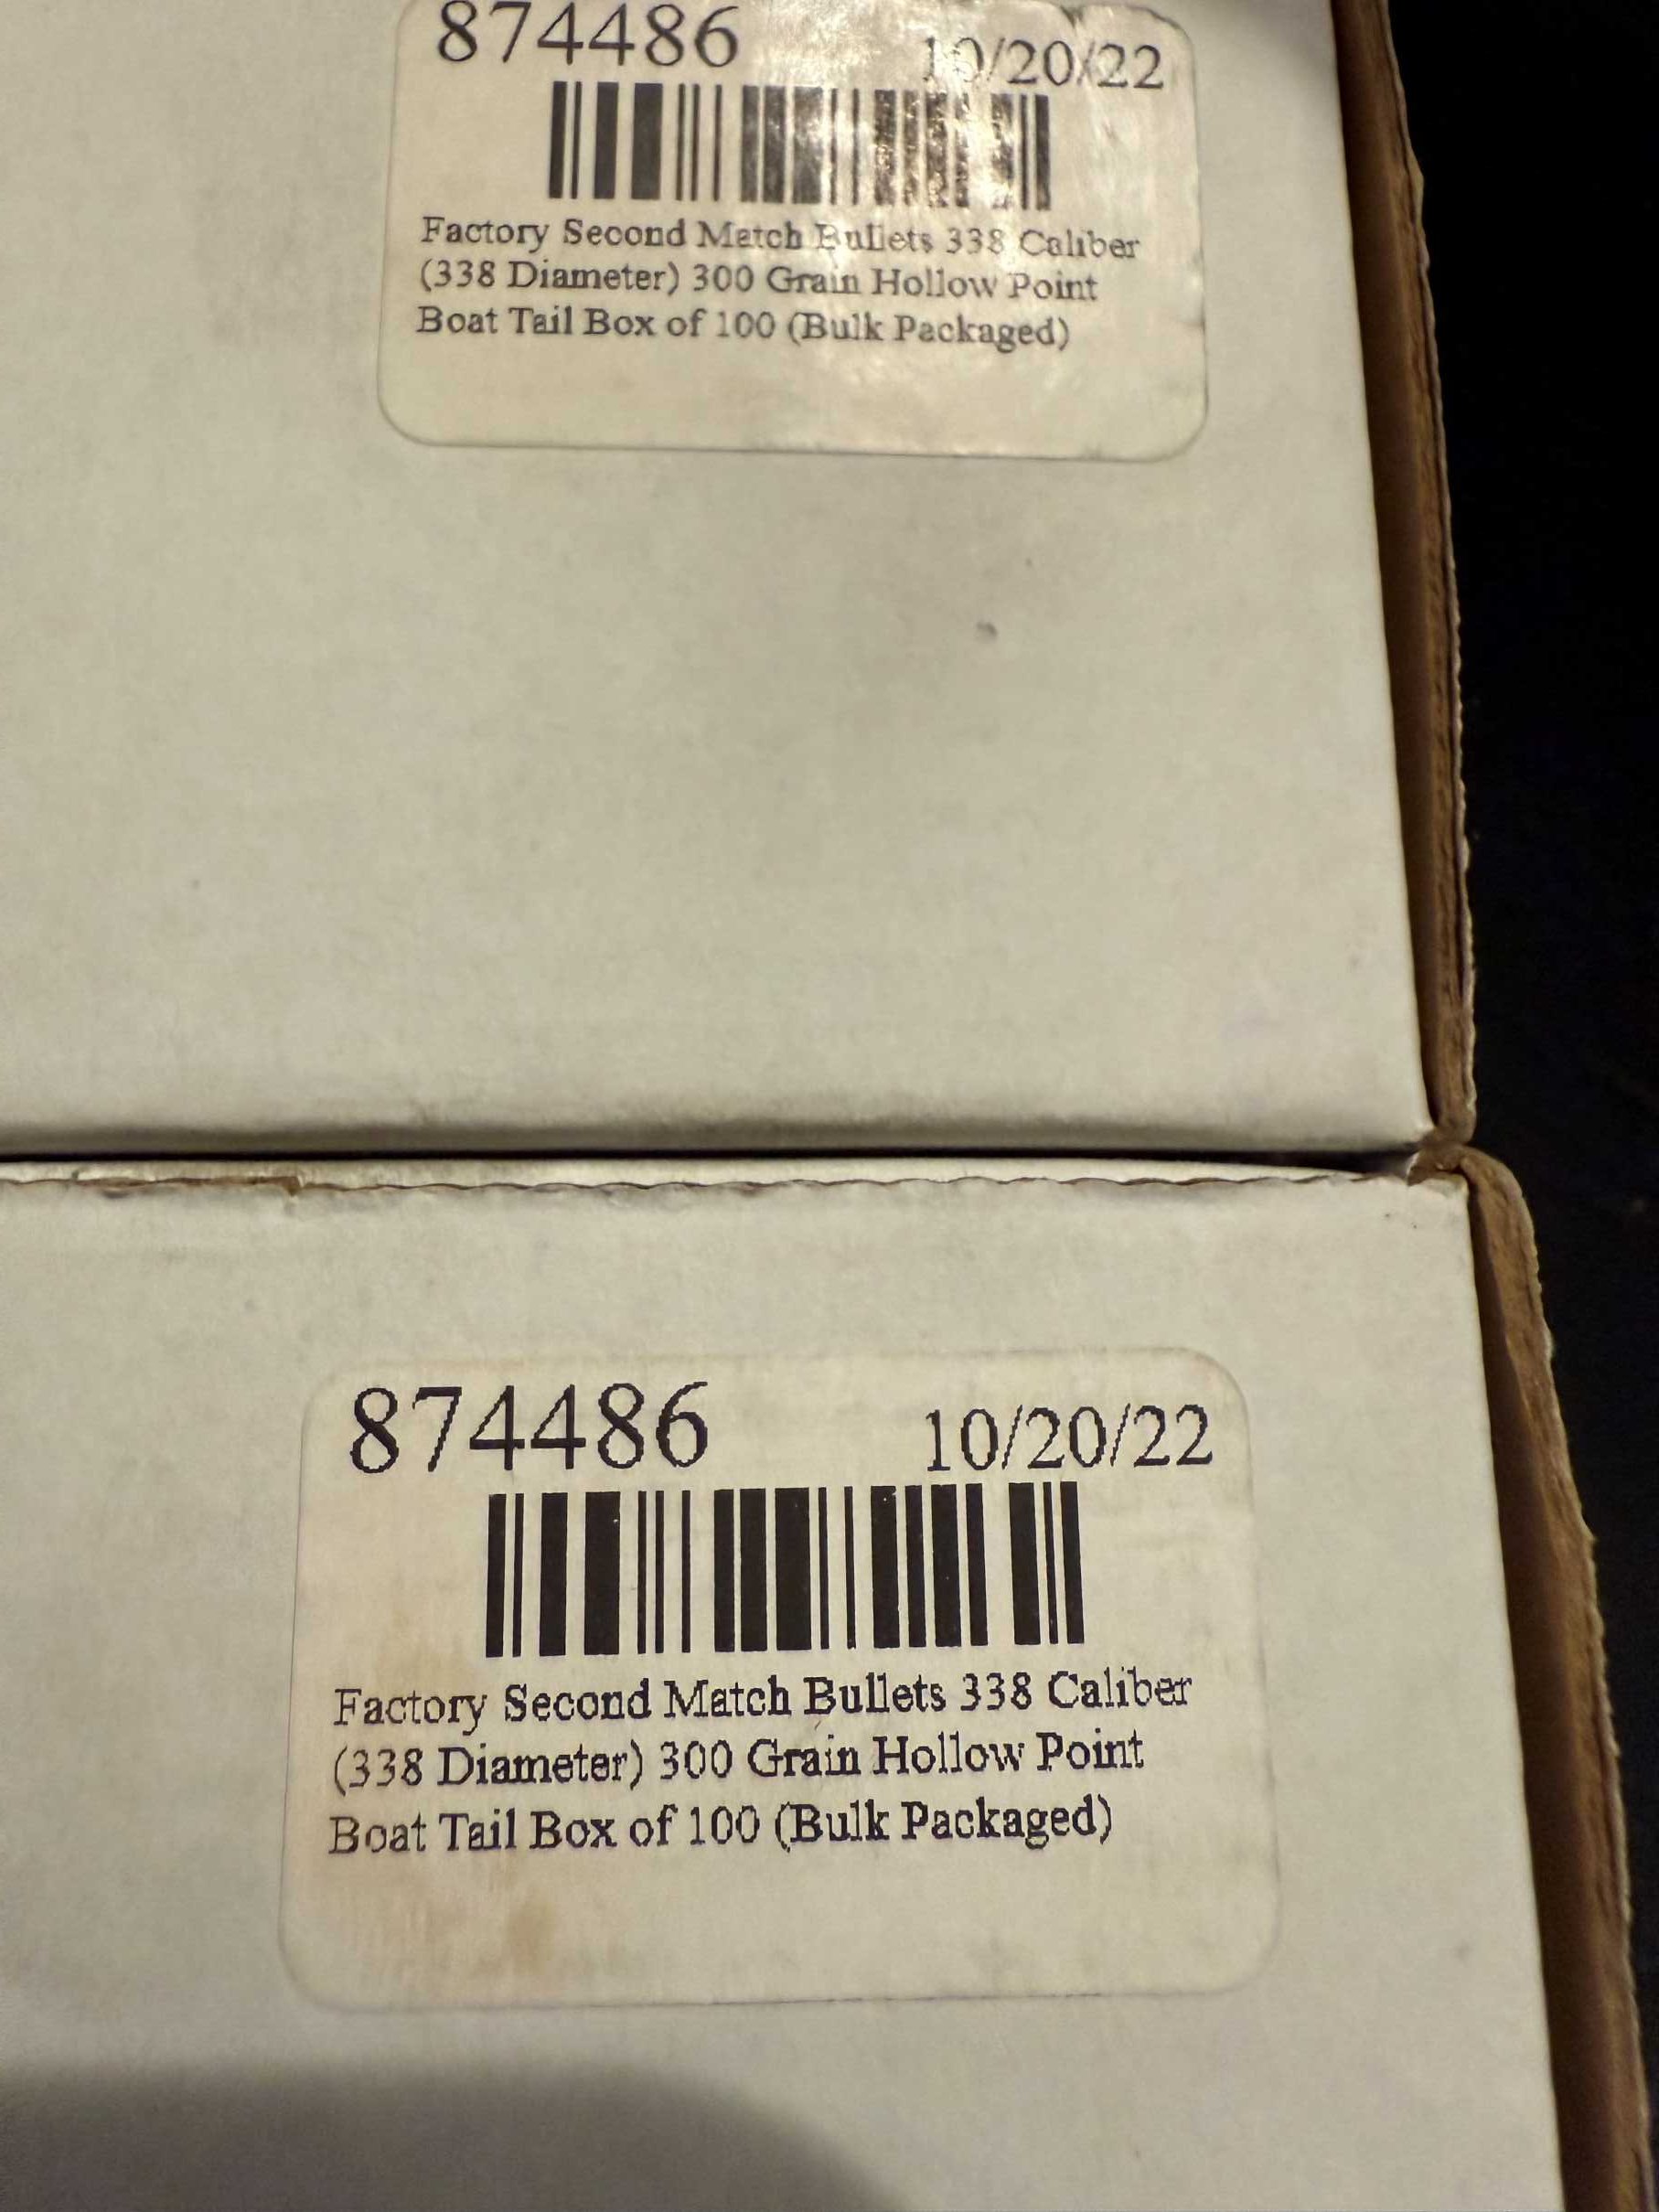 874486 10/20/22
Factory Second Match Bullets 338 Caliber
(338 Diameter) 300 Grain Hollow Point
Boat Tail Box of 100 (Bulk Packaged)
874486 10/20/22
Factory Second Match Bullets 338 Caliber
(338 Diameter) 300 Grain Hollow Point
Boat Tail Box of 100 (Bulk Packaged)